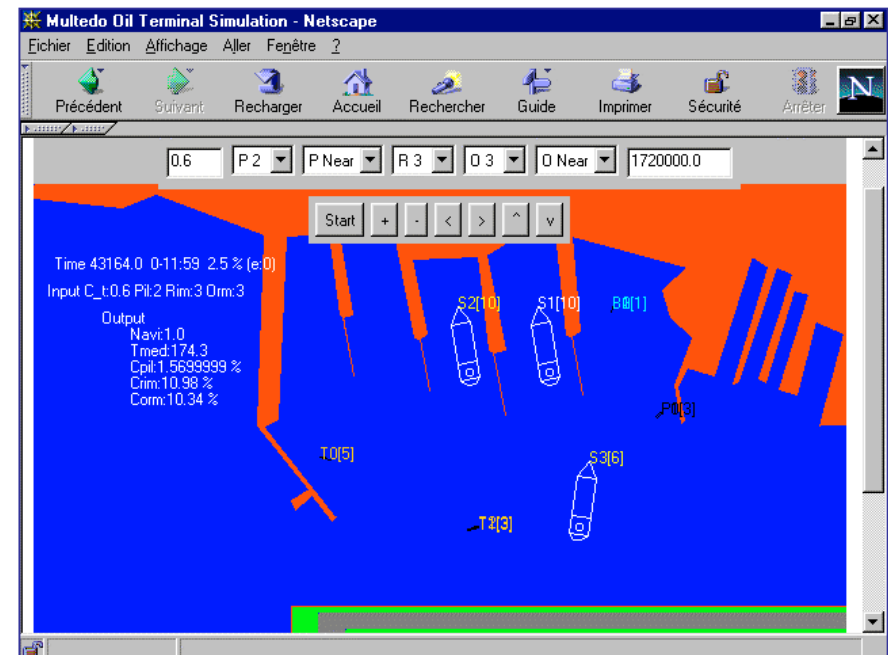 Multedo Oil Terminal Simulation - Netscape
Fichier Edition Affichage Aller Fenêtre ?
Précédent Suivant Recharger Accueil Rechercher Guide Imprimer Sécurité Arrêter N
0.6 P 2 P Near R 3 O 3 O Near 1720000.0
Start + - < > ^ v
Time 43164.0 0-11:59 2.5 % (e:0)
Input C_t:0.6 Pil:2 Rim:3 Orm:3
Output
Navi:1.0
Tmed:174.3
Cpil:1.5699999 %
Crim:10.98 %
Corm:10.34 %
S2[10] S1[10]
T0[5]
S3[6]